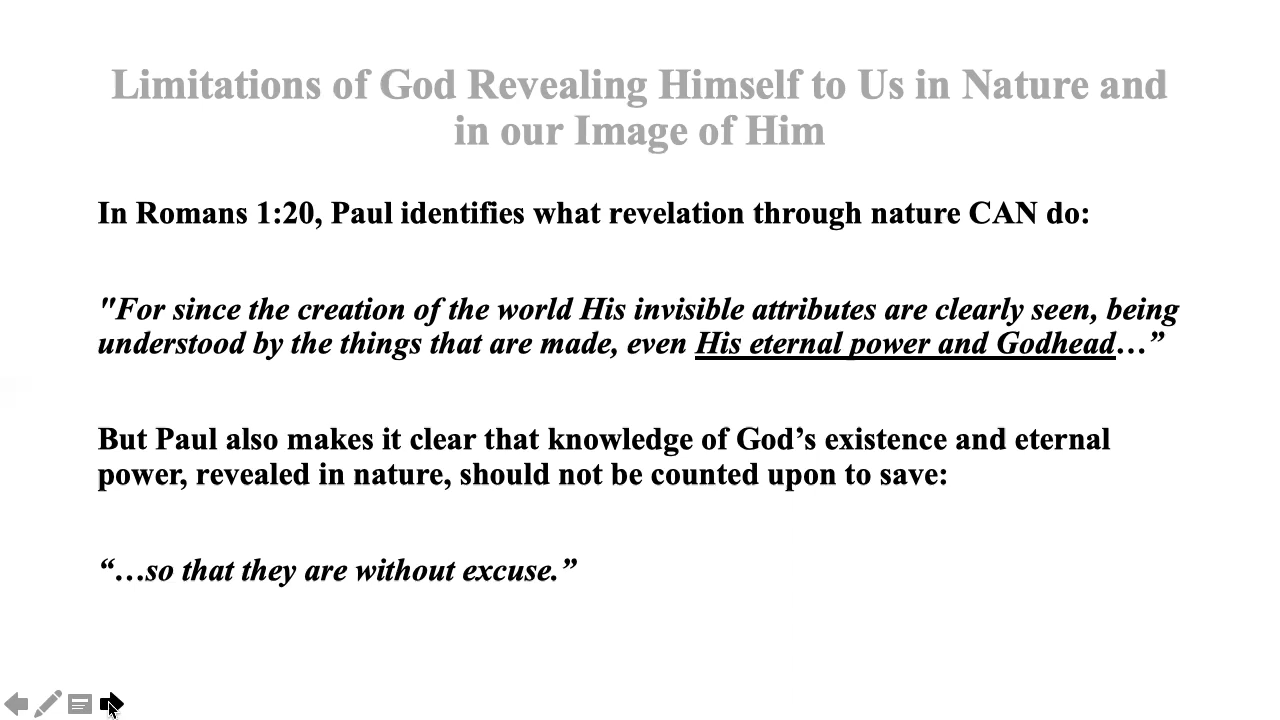 Limitations of God Revealing Himself to Us in Nature and
in our Image of Him
In Romans 1:20, Paul identifies what revelation through nature CAN do:
"For since the creation of the world His invisible attributes are clearly seen, being
understood by the things that are made, even His eternal power and Godhead…”
But Paul also makes it clear that knowledge of God’s existence and eternal
power, revealed in nature, should not be counted upon to save:
“…so that they are without excuse.”